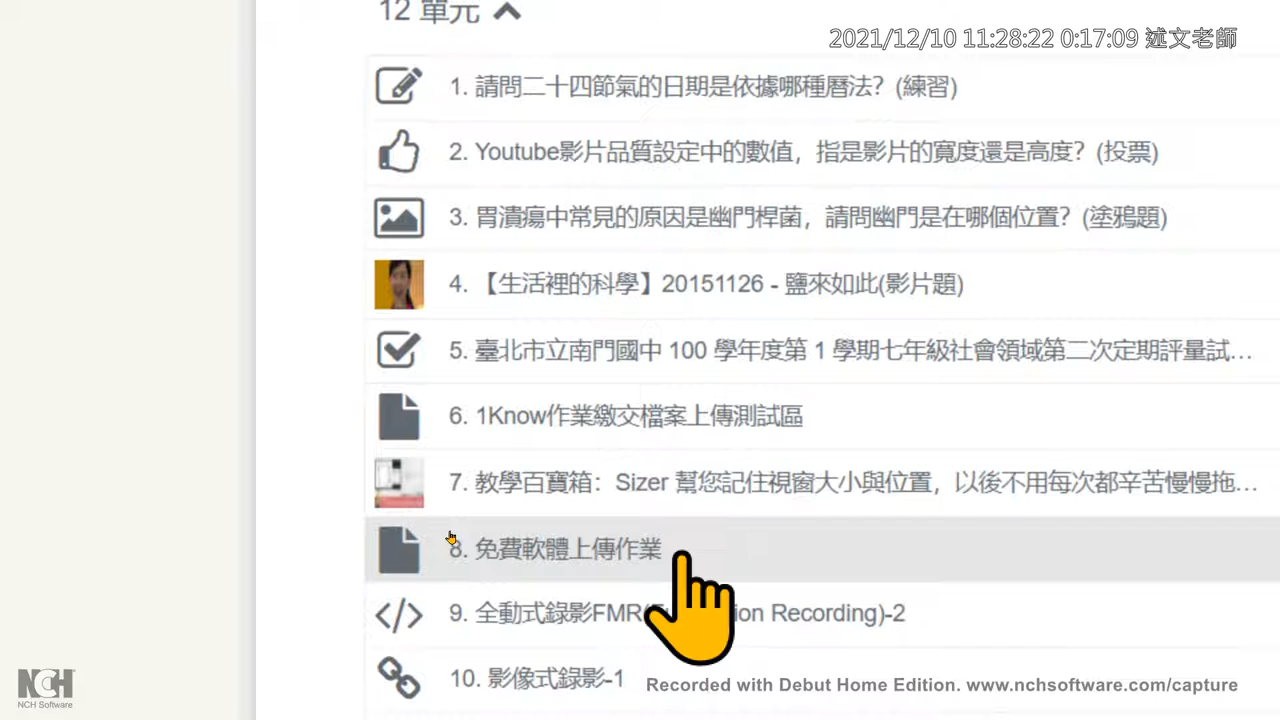 12 單元
2021/12/10 11:28:22 0:17:09 述文老師
1. 請問二十四節氣的日期是依據哪種曆法？(練習)
2. Youtube影片品質設定中的數值，指是影片的寬度還是高度？(投票)
3. 胃潰瘍中常見的原因是幽門桿菌，請問幽門是在哪個位置？(塗鴉題)
4. 【生活裡的科學】20151126 - 鹽來如此(影片題)
5. 臺北市立南門國中 100 學年度第 1 學期七年級社會領域第二次定期評量試...
6. 1Know作業繳交檔案上傳測試區
7. 教學百寶箱：Sizer 幫您記住視窗大小與位置，以後不用每次都辛苦慢慢拖...
8. 免費軟體上傳作業
9. 全動式錄影FMR( ion Recording)-2
10. 影像式錄影-1
NCH
NCH Software
Recorded with Debut Home Edition. www.nchsoftware.com/capture